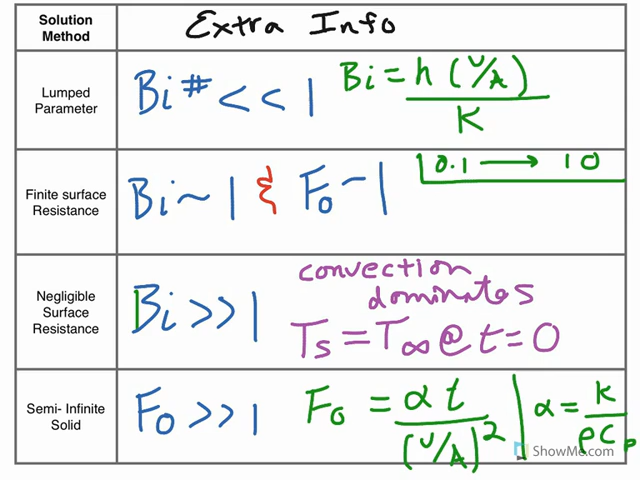 Solution Method
Extra Info
Lumped Parameter
Bi # << 1
Bi = h (V/A) / K
Finite surface Resistance
Bi ~ 1 & Fo ~ 1
0.1 → 10
Negligible Surface Resistance
Bi >> 1
convection dominates
Ts = T∞ @ t = 0
Semi- Infinite Solid
Fo >> 1
Fo = α t / (V/A)² | α = K / ρCp
ShowMe.com